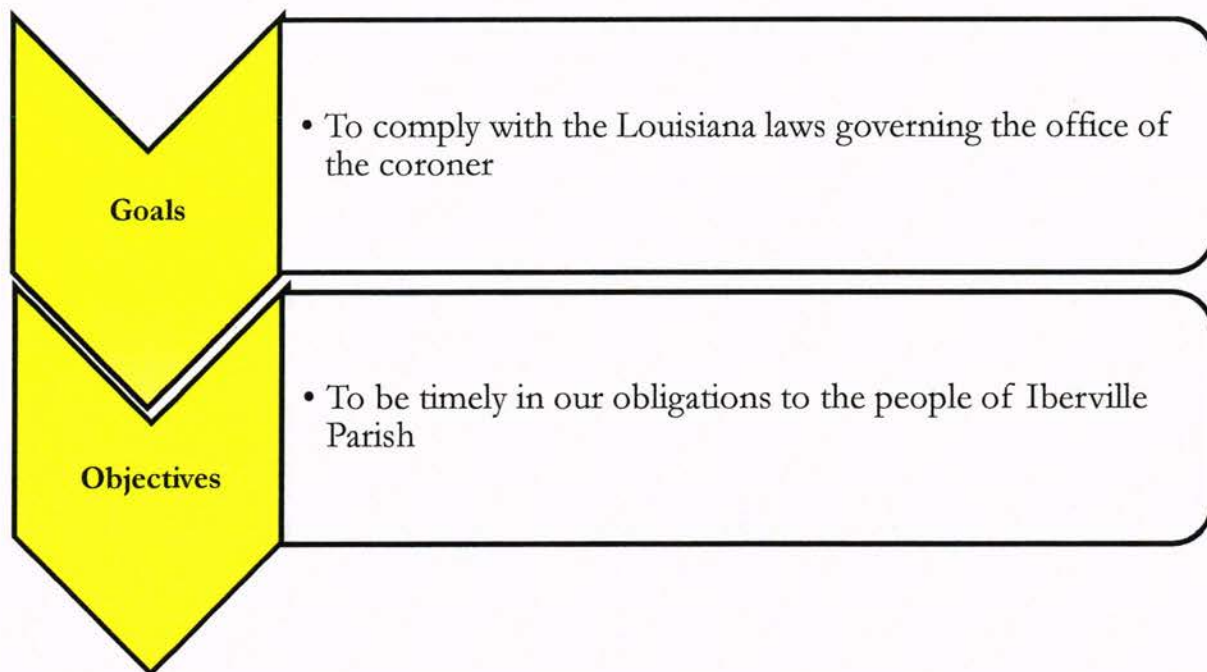 Goals
• To comply with the Louisiana laws governing the office of
the coroner
Objectives
• To be timely in our obligations to the people of Iberville
Parish